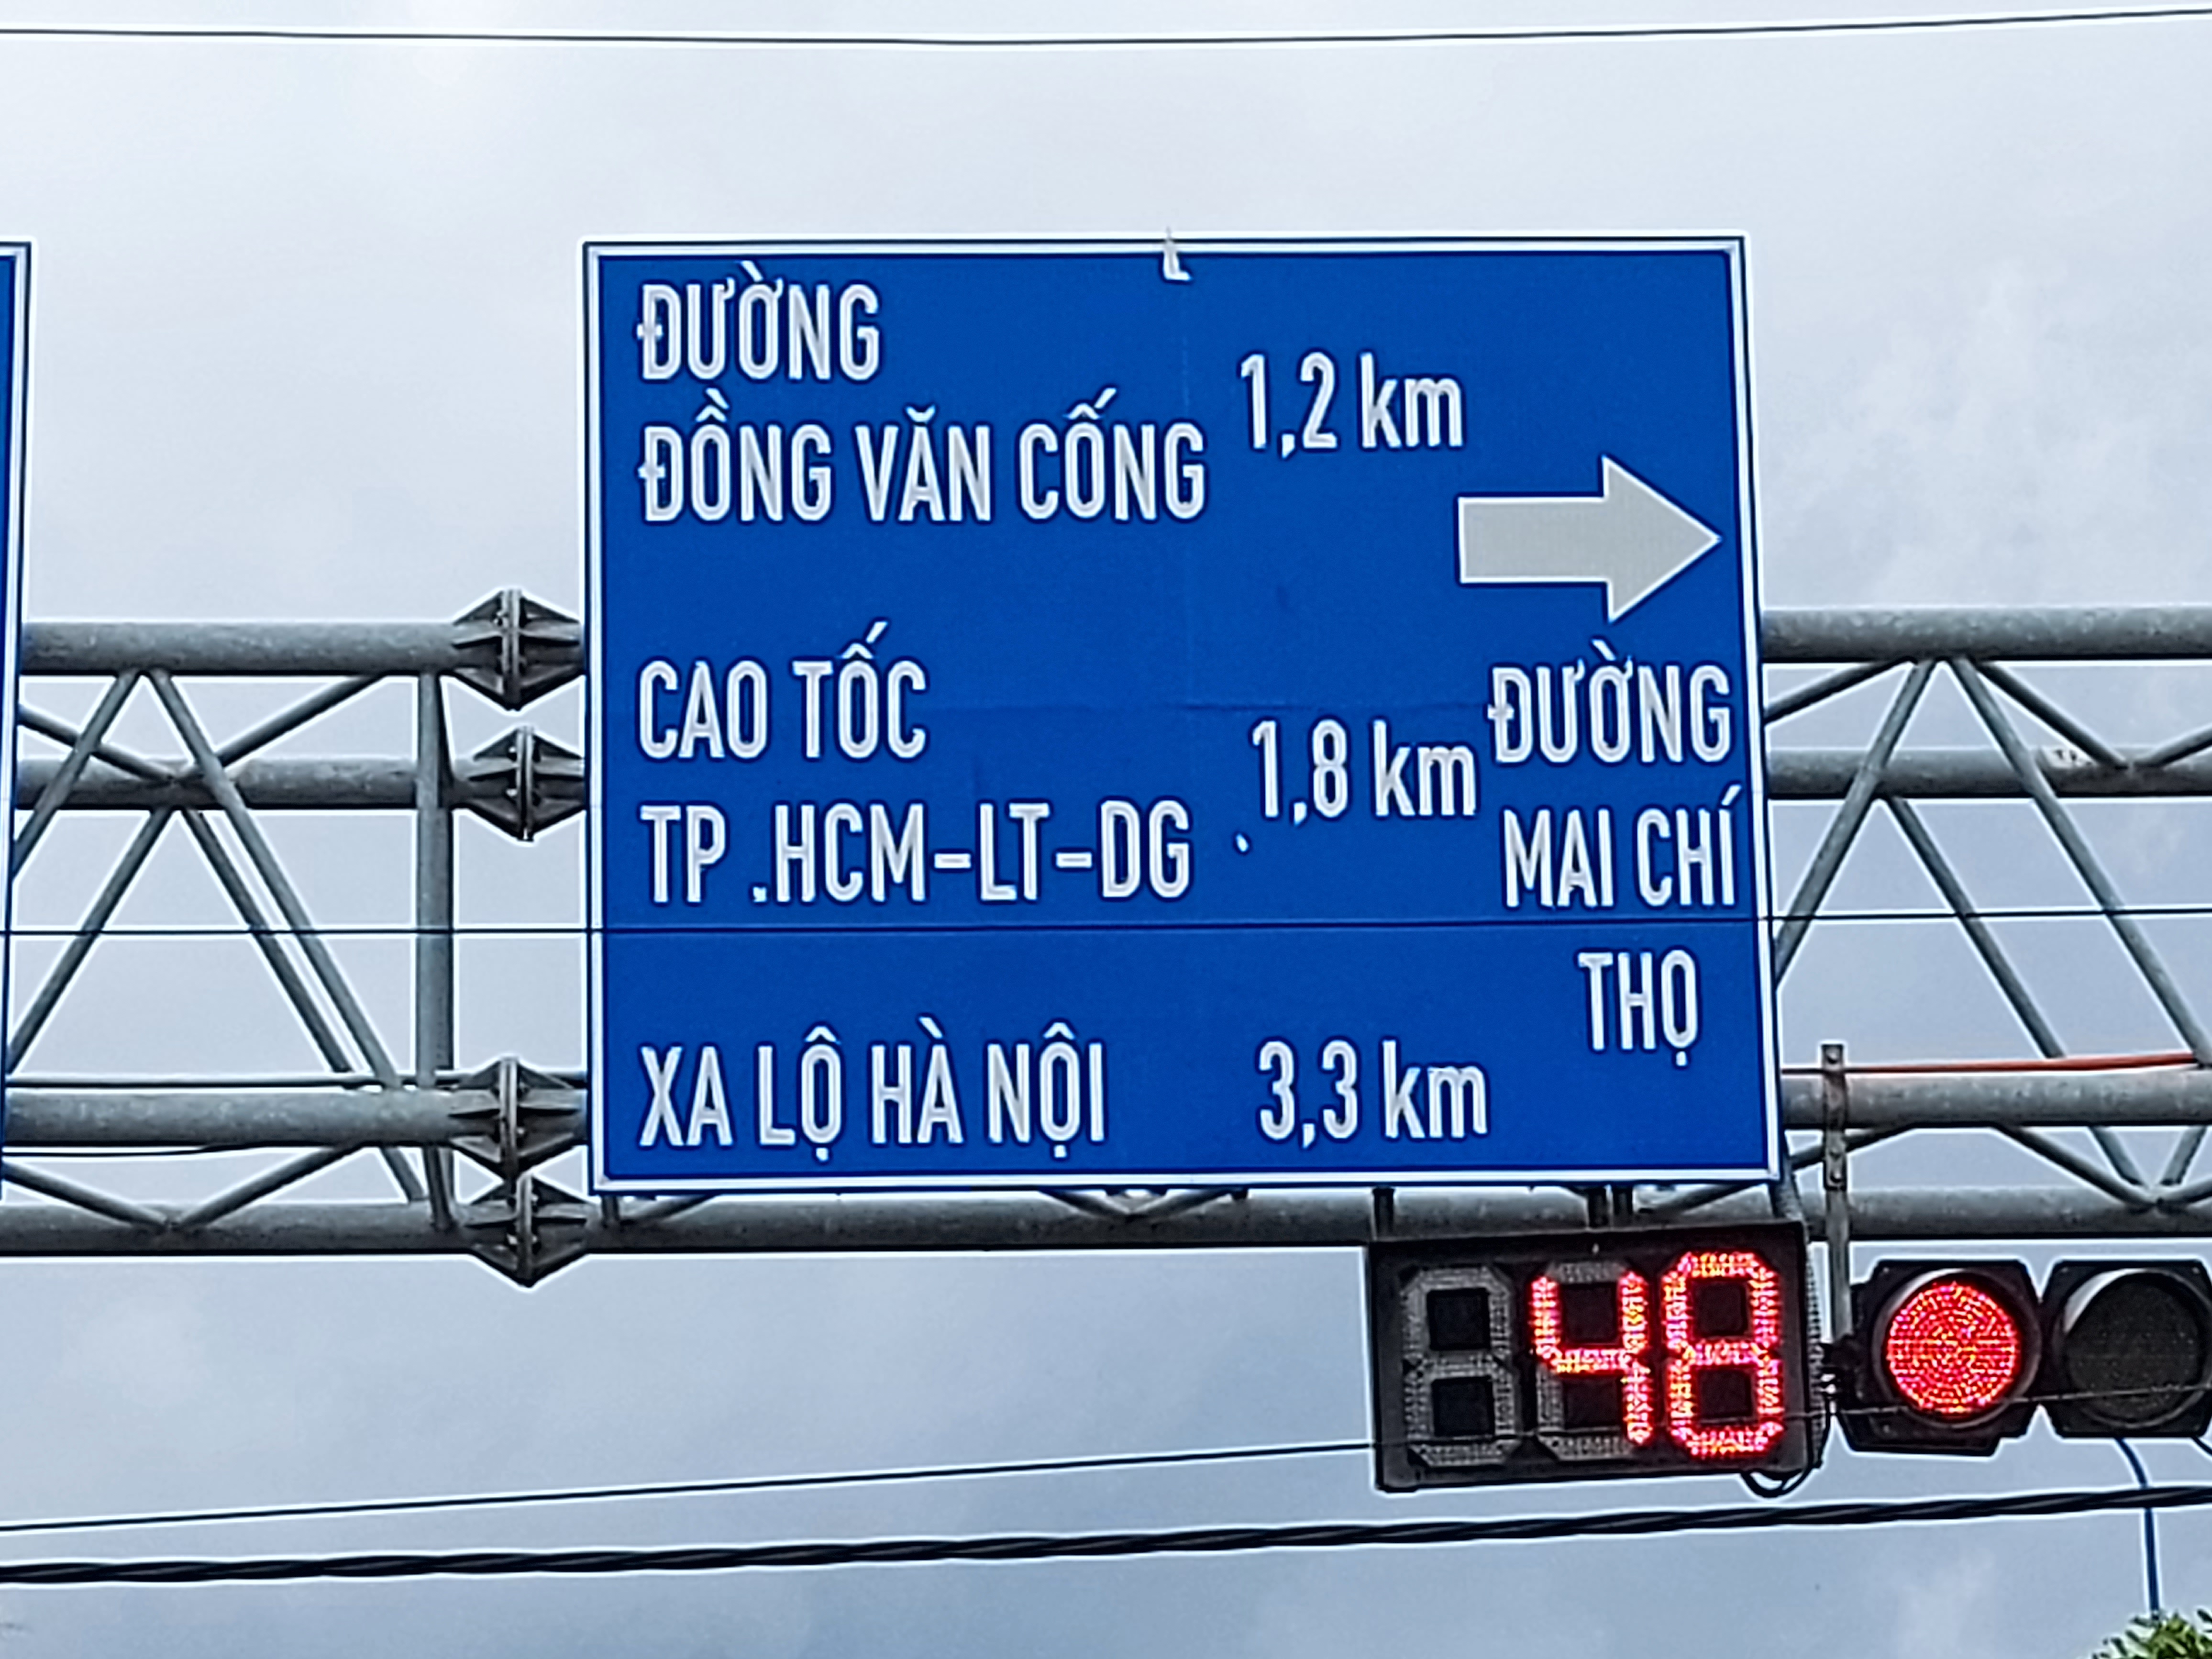 ĐƯỜNG
ĐỒNG VĂN CỐNG
1,2 km
CAO TỐC
TP .HCM-LT-DG
1,8 km
XA LỘ HÀ NỘI
3,3 km
ĐƯỜNG
MAI CHÍ
THỌ
48